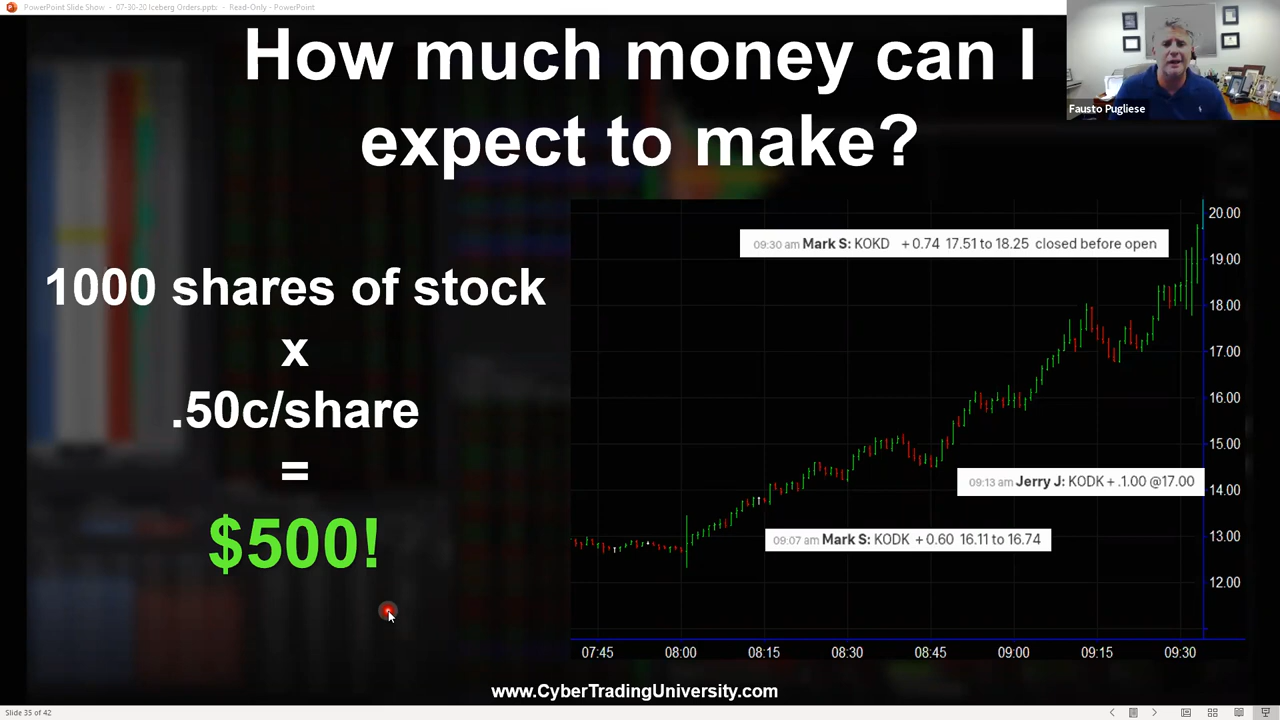 PowerPoint Slide Show - 07-30-20 Iceberg Orders.pptx - Read-Only - PowerPoint
How much money can I
expect to make?
Fausto Pugliese
1000 shares of stock
x
.50c/share
=
$500!
09:30 am Mark S: KOKD + 0.74 17.51 to 18.25 closed before open
09:13 am Jerry J: KODK + .1.00 @17.00
09:07 am Mark S: KODK + 0.60 16.11 to 16.74
20.00
19.00
18.00
17.00
16.00
15.00
14.00
13.00
12.00
07:45 08:00 08:15 08:30 08:45 09:00 09:15 09:30
www.CyberTradingUniversity.com
Slide 35 of 42